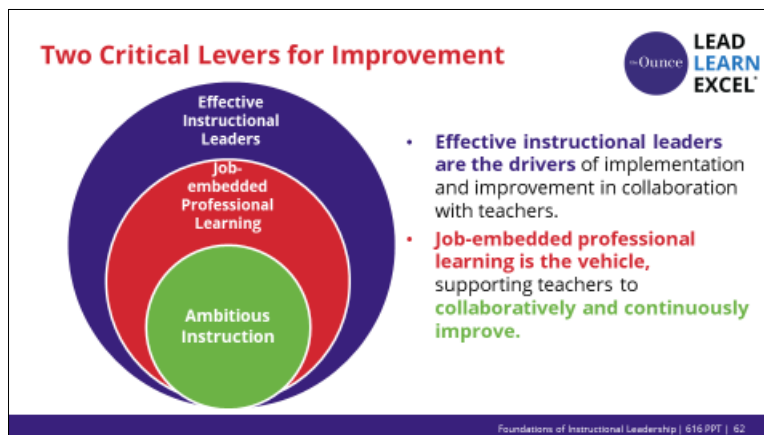 Two Critical Levers for Improvement
the Ounce
LEAD
LEARN
EXCEL
Effective
Instructional
Leaders
Job-
embedded
Professional
Learning
Ambitious
Instruction
• Effective instructional leaders
are the drivers of implementation
and improvement in collaboration
with teachers.
• Job-embedded professional
learning is the vehicle,
supporting teachers to
collaboratively and continuously
improve.
Foundations of Instructional Leadership | 616 PPT | 62